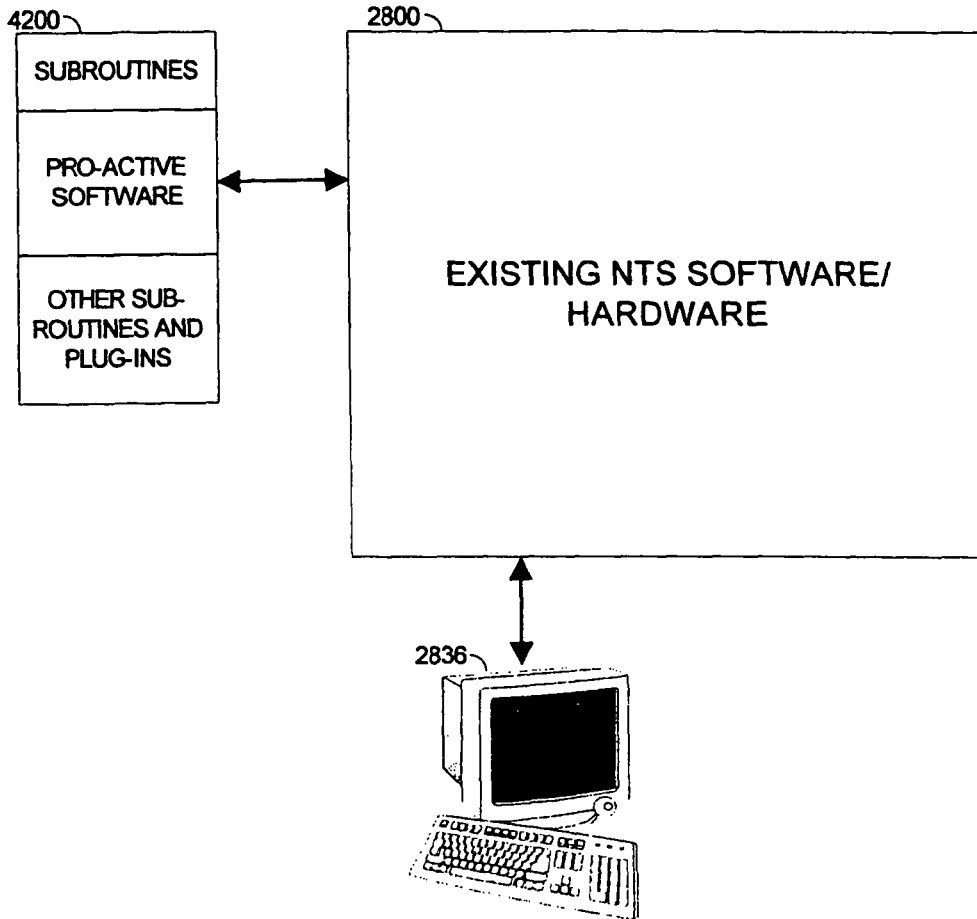 4200
2800
SUBROUTINES
PRO-ACTIVE
SOFTWARE
OTHER SUB-
ROUTINES AND
PLUG-INS
EXISTING NTS SOFTWARE/
HARDWARE
2836